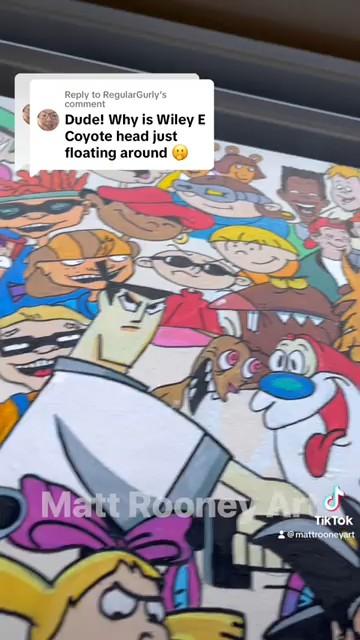 Reply to RegularGurly's
comment
Dude! Why is Wiley E
Coyote head just
floating around 🤭
Matt Rooney Art
TikTok
@mattrooneyart